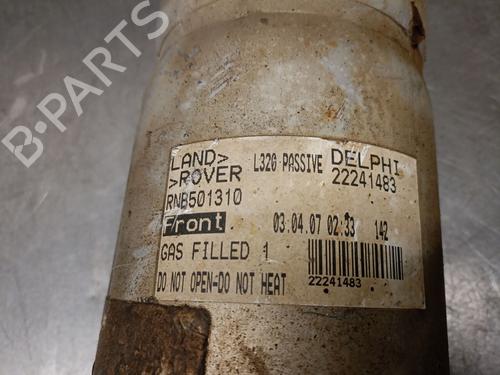 B-PARTS
LAND> L320 PASSIVE DELPHI
>ROVER 22241483
RNB501310
Front 03.04.07 02:33 142
GAS FILLED 1
DO NOT OPEN-DO NOT HEAT 22241483